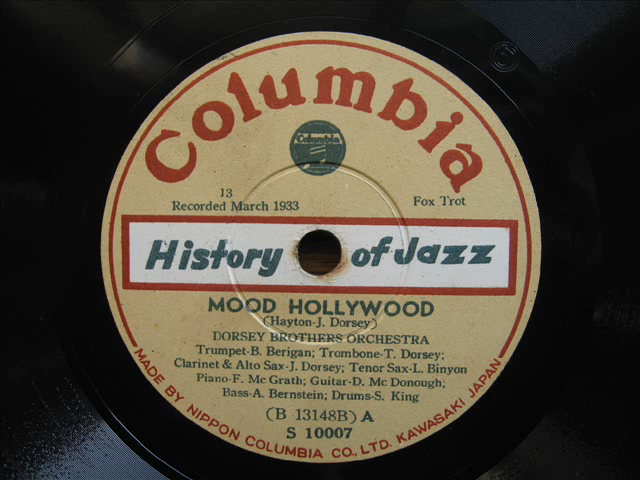 Columbia
Columbia
13
Recorded March 1933
Fox Trot
History of Jazz
MOOD HOLLYWOOD
(Hayton-J. Dorsey)
DORSEY BROTHERS ORCHESTRA
Trumpet-B. Berigan; Trombone-T. Dorsey;
Clarinet & Alto Sax-J. Dorsey; Tenor Sax-L. Binyon
Piano-F. Mc Grath; Guitar-D. Mc Donough;
Bass-A. Bernstein; Drums-S. King
(B 13148B) A
S 10007
MADE BY NIPPON COLUMBIA CO., LTD. KAWASAKI JAPAN